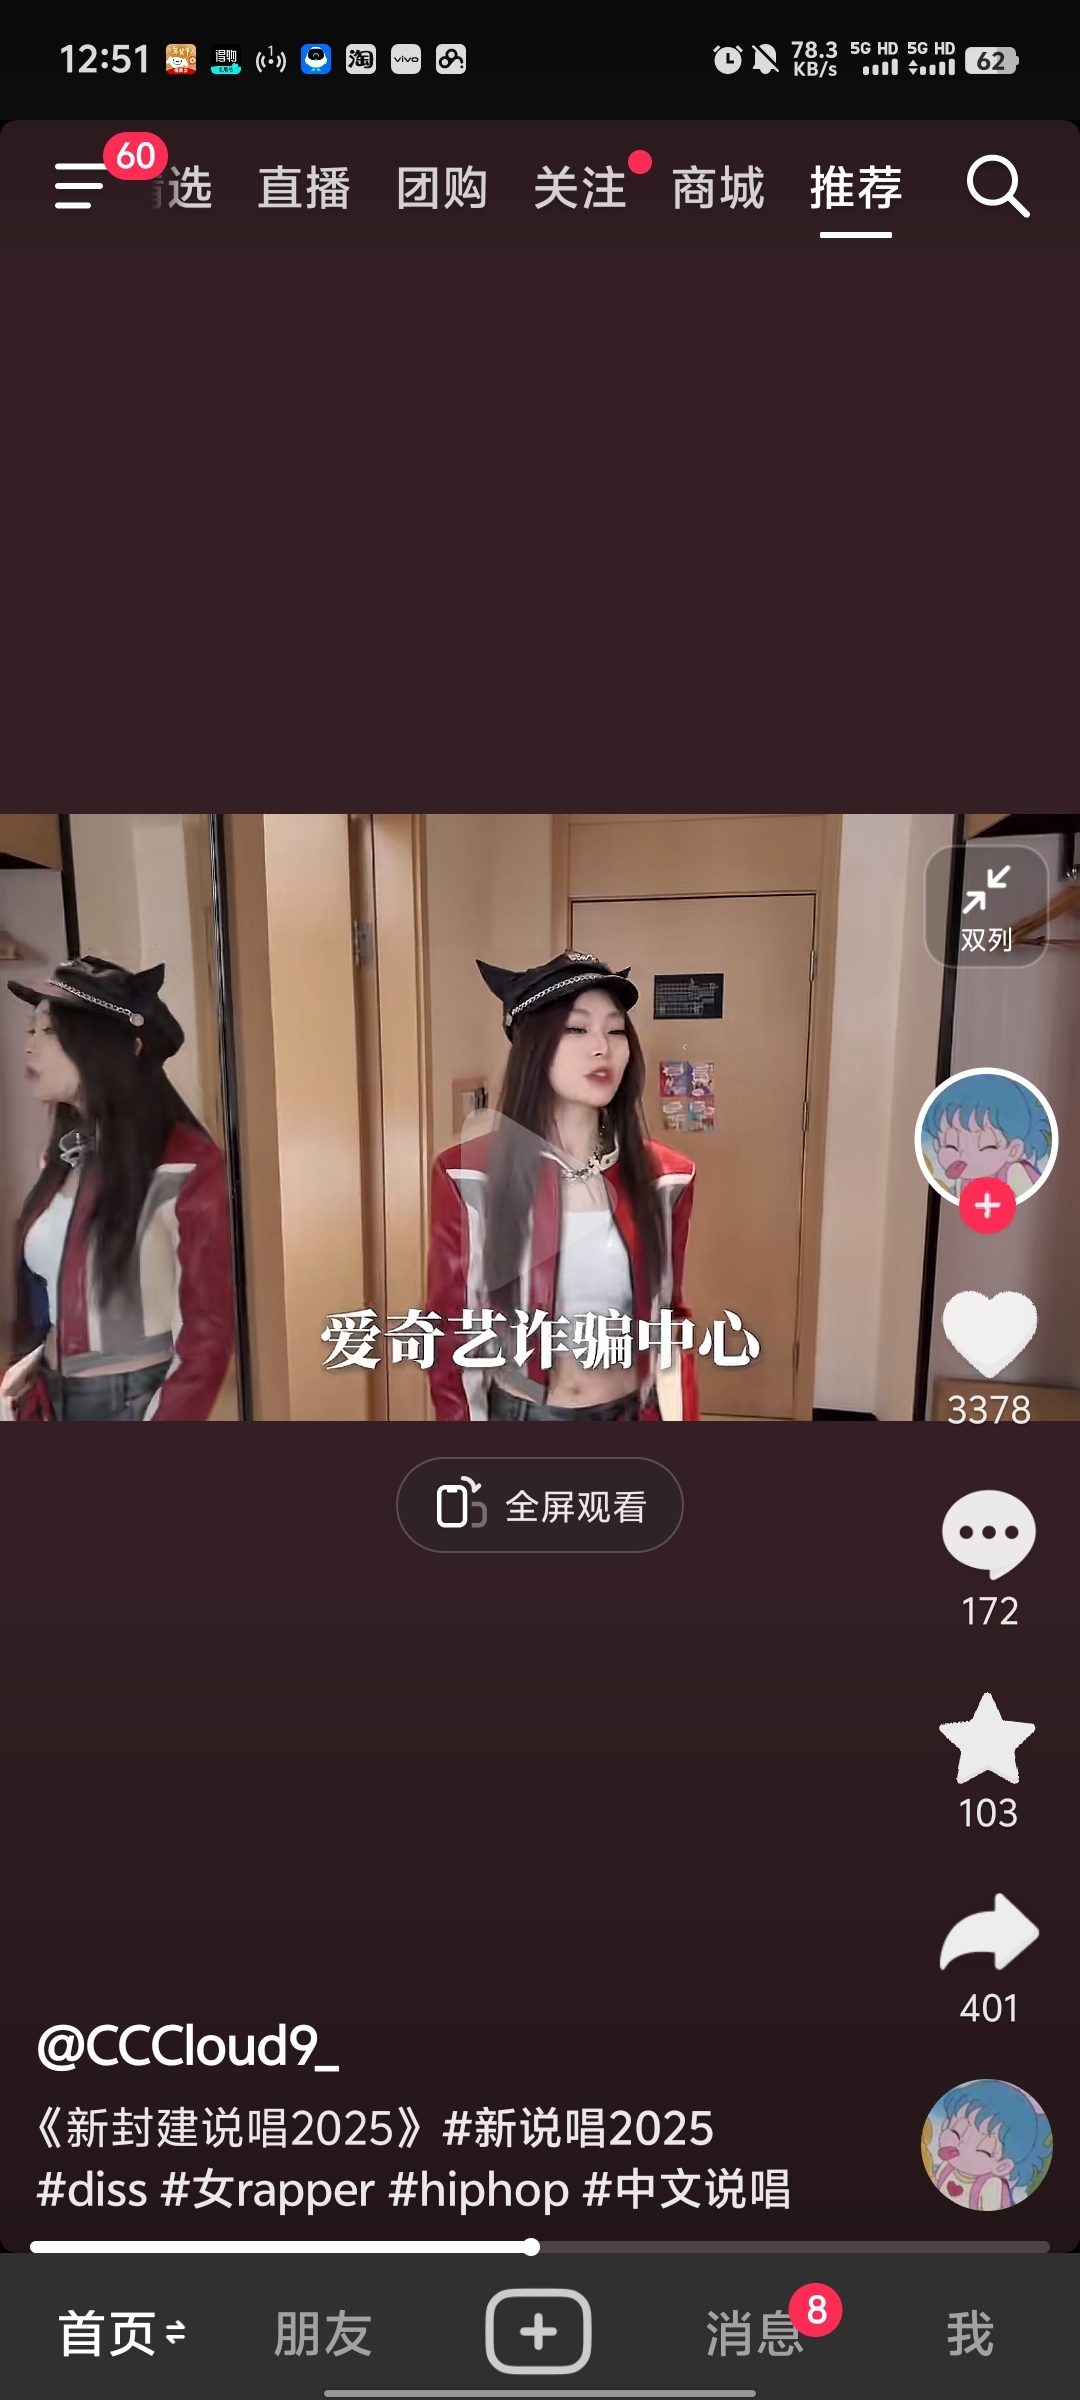 12:51
得物
淘
vivo
78.3
KB/s
5G HD
5G HD
62
60
选
直播
团购
关注
商城
推荐
双列
爱奇艺诈骗中心
3378
全屏观看
172
103
401
@CCCloud9_
《新封建说唱2025》#新说唱2025
#diss #女rapper #hiphop #中文说唱
首页
朋友
消息
8
我